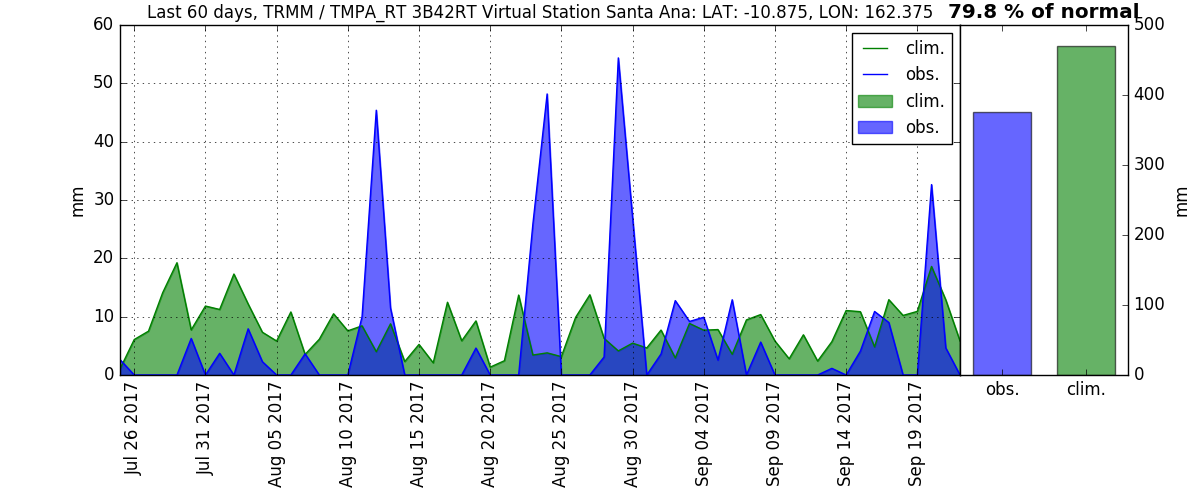 Last 60 days, TRMM / TMPA_RT 3B42RT Virtual Station Santa Ana: LAT: -10.875, LON: 162.375
79.8 % of normal
clim.
obs.
clim.
obs.
60
50
40
30
20
10
0
mm
Jul 26 2017
Jul 31 2017
Aug 05 2017
Aug 10 2017
Aug 15 2017
Aug 20 2017
Aug 25 2017
Aug 30 2017
Sep 04 2017
Sep 09 2017
Sep 14 2017
Sep 19 2017
500
400
300
200
100
0
mm
obs.
clim.